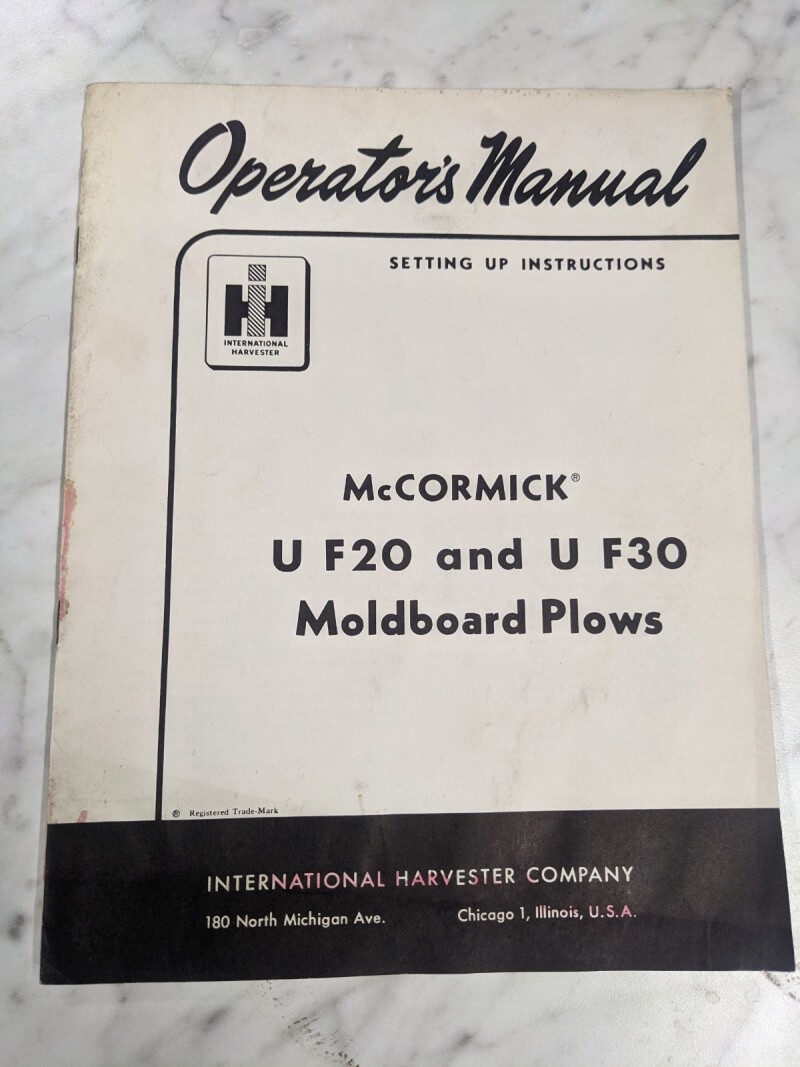 Operator's Manual
SETTING UP INSTRUCTIONS
IH
INTERNATIONAL
HARVESTER
McCORMICK®
U F20 and U F30
Moldboard Plows
® Registered Trade-Mark
INTERNATIONAL HARVESTER COMPANY
180 North Michigan Ave. Chicago 1, Illinois, U.S.A.